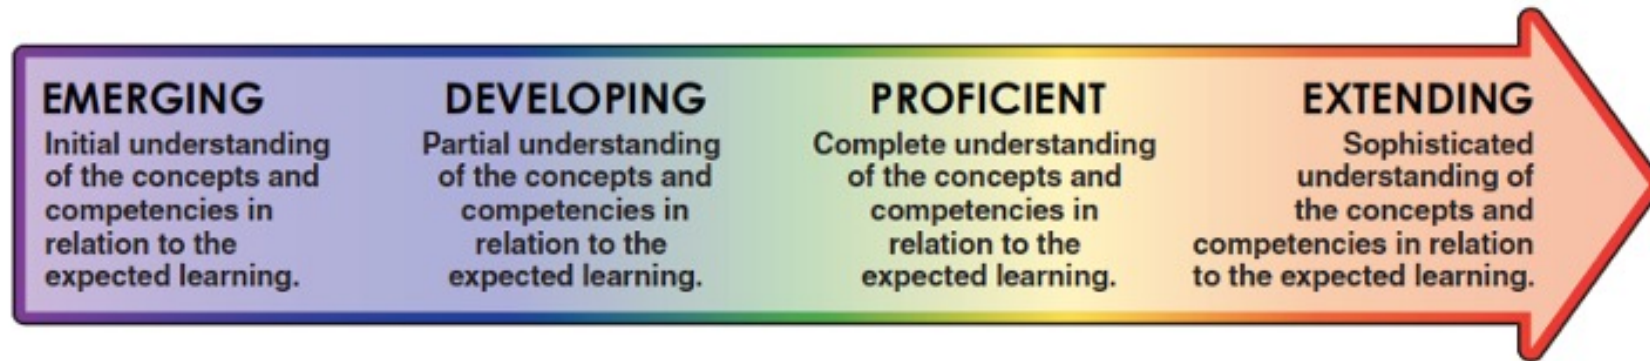 EMERGING
Initial understanding
of the concepts and
competencies in
relation to the
expected learning.
DEVELOPING
Partial understanding
of the concepts and
competencies in
relation to the
expected learning.
PROFICIENT
Complete understanding
of the concepts and
competencies in
relation to the
expected learning.
EXTENDING
Sophisticated
understanding of
the concepts and
competencies in relation
to the expected learning.